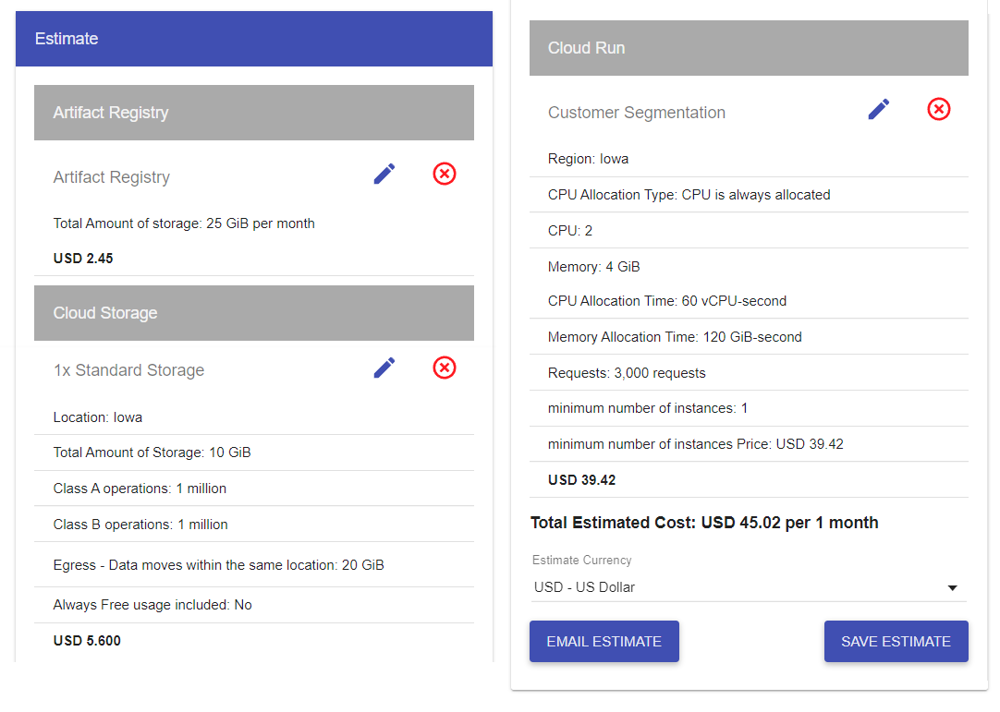 Estimate
Artifact Registry
Artifact Registry
Total Amount of storage: 25 GiB per month
USD 2.45
Cloud Storage
1x Standard Storage
Location: Iowa
Total Amount of Storage: 10 GiB
Class A operations: 1 million
Class B operations: 1 million
Egress - Data moves within the same location: 20 GiB
Always Free usage included: No
USD 5.600
Cloud Run
Customer Segmentation
Region: Iowa
CPU Allocation Type: CPU is always allocated
CPU: 2
Memory: 4 GiB
CPU Allocation Time: 60 vCPU-second
Memory Allocation Time: 120 GiB-second
Requests: 3,000 requests
minimum number of instances: 1
minimum number of instances Price: USD 39.42
USD 39.42
Total Estimated Cost: USD 45.02 per 1 month
Estimate Currency
USD - US Dollar
EMAIL ESTIMATE
SAVE ESTIMATE